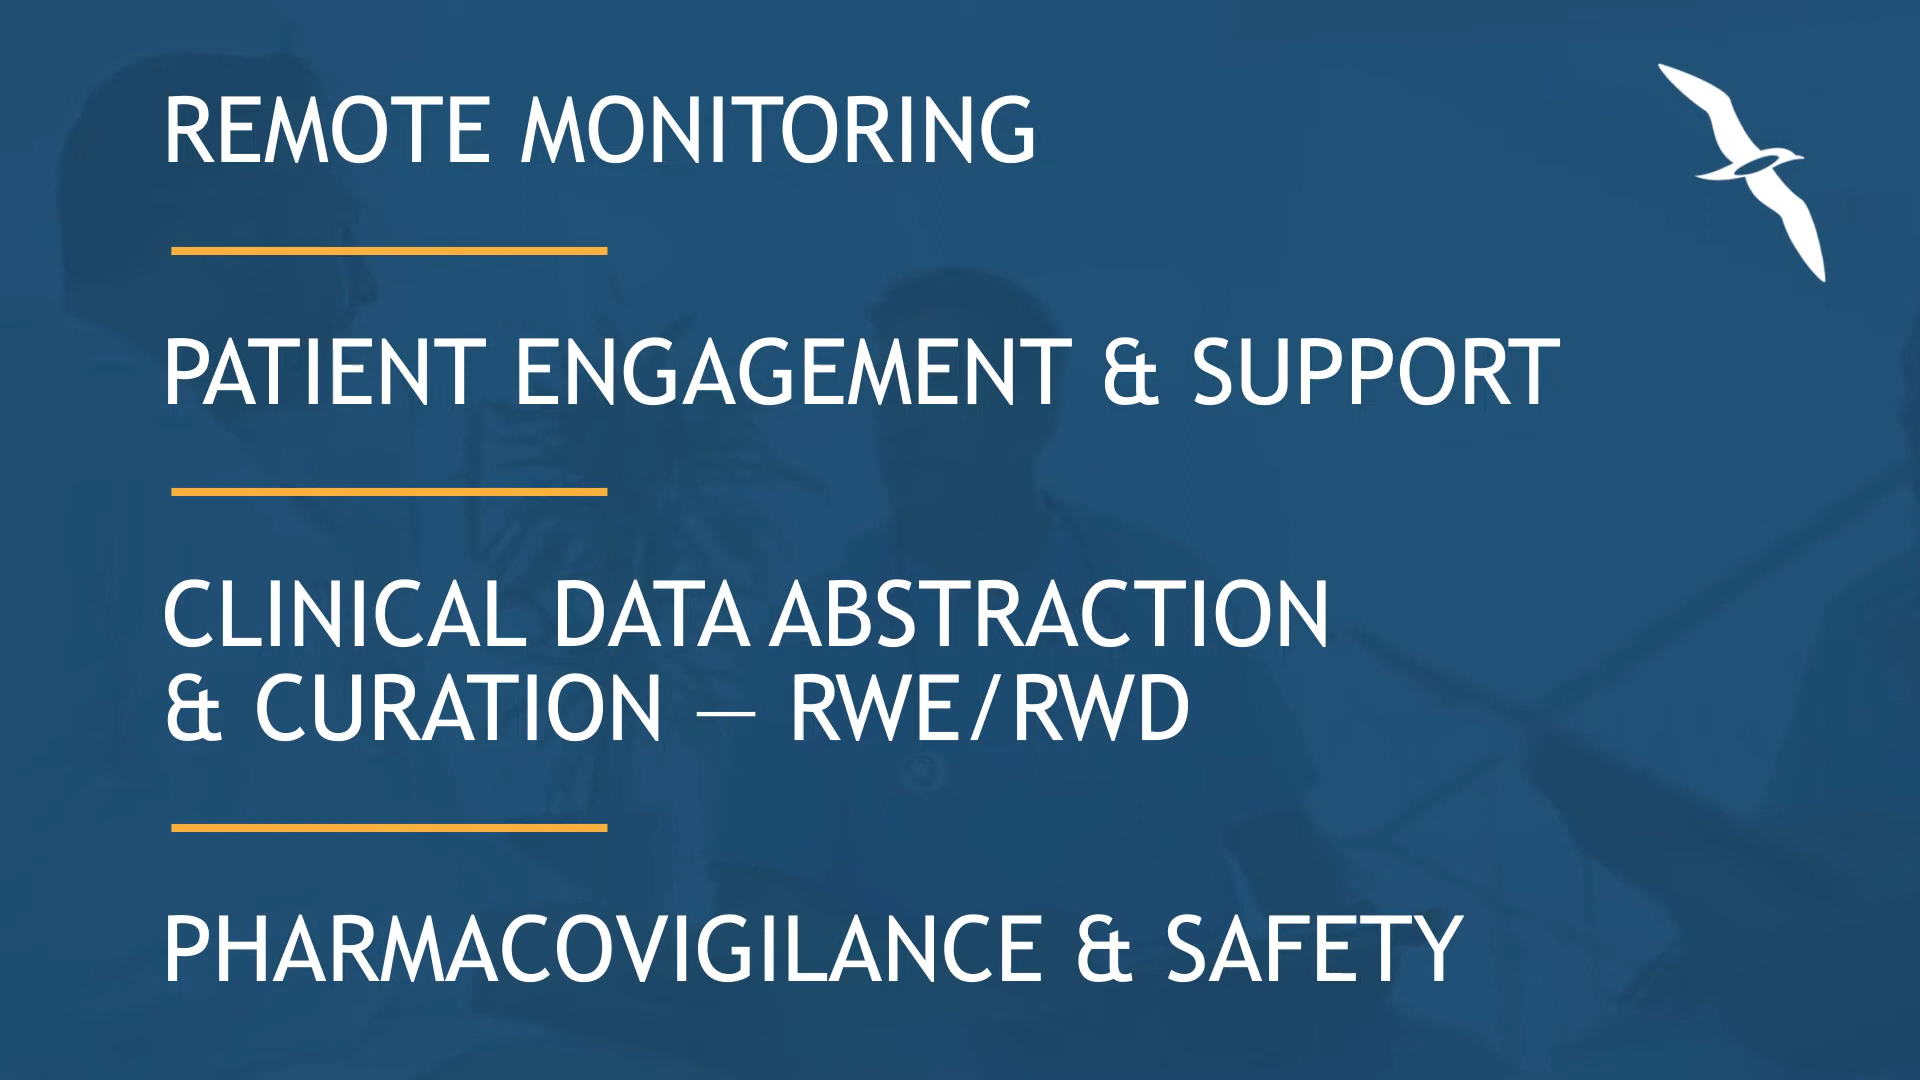 REMOTE MONITORING
PATIENT ENGAGEMENT & SUPPORT
CLINICAL DATA ABSTRACTION
& CURATION — RWE/RWD
PHARMACOVIGILANCE & SAFETY